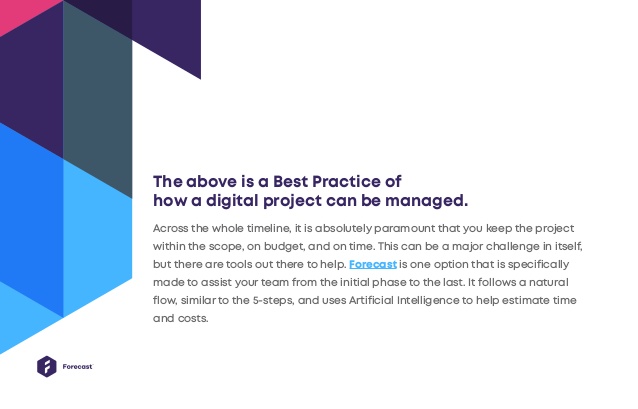 The above is a Best Practice of
how a digital project can be managed.
Across the whole timeline, it is absolutely paramount that you keep the project
within the scope, on budget, and on time. This can be a major challenge in itself,
but there are tools out there to help. Forecast is one option that is specifically
made to assist your team from the initial phase to the last. It follows a natural
flow, similar to the 5-steps, and uses Artificial Intelligence to help estimate time
and costs.
Forecast